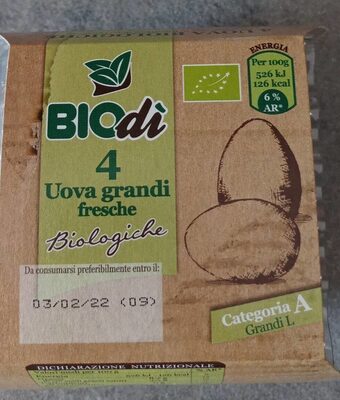 BIOdì
4
Uova grandi
fresche
Biologiche
Da consumarsi preferibilmente entro il:
03/02/22 (09)
ENERGIA
Per 100g
526 kJ
126 kcal
6 %
AR*
Categoria A
Grandi L
DICHIARAZIONE NUTRIZIONALE